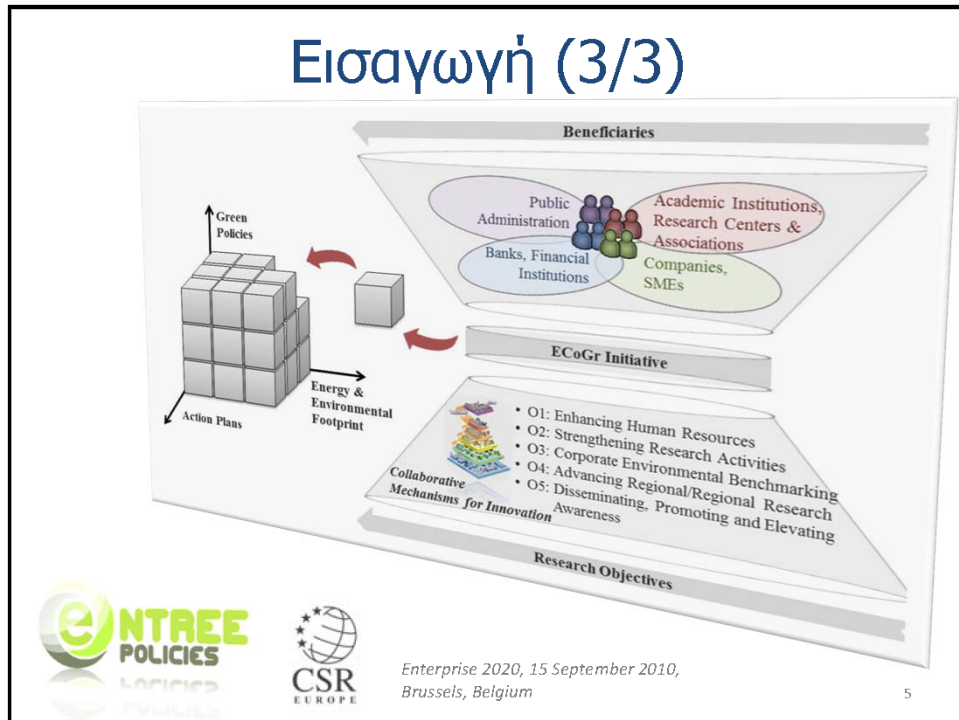 Εισαγωγή (3/3)
Beneficiaries
Public
Administration
Academic Institutions,
Research Centers &
Associations
Banks, Financial
Institutions
Companies,
SMEs
Green
Policies
Energy &
Environmental
Footprint
Action Plans
ECoGr Initiative
Collaborative
Mechanisms for Innovation
• O1: Enhancing Human Resources
• O2: Strengthening Research Activities
• O3: Corporate Environmental Benchmarking
• O4: Advancing Regional/Regional Research
• O5: Disseminating, Promoting and Elevating
Awareness
Research Objectives
eNTREE
POLICIES
CSR
EUROPE
Enterprise 2020, 15 September 2010,
Brussels, Belgium
5